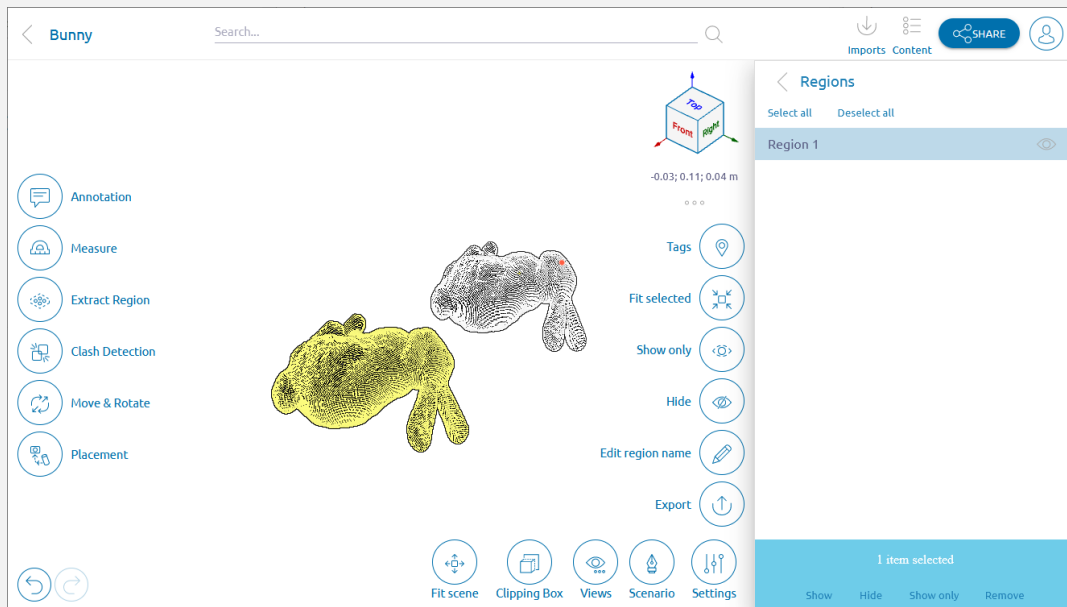 Bunny
Search...
Imports
Content
SHARE
Regions
Select all
Deselect all
Region 1
Top
Front
Right
-0.03; 0.11; 0.04 m
Annotation
Measure
Extract Region
Clash Detection
Move & Rotate
Placement
Tags
Fit selected
Show only
Hide
Edit region name
Export
Fit scene
Clipping Box
Views
Scenario
Settings
1 item selected
Show
Hide
Show only
Remove